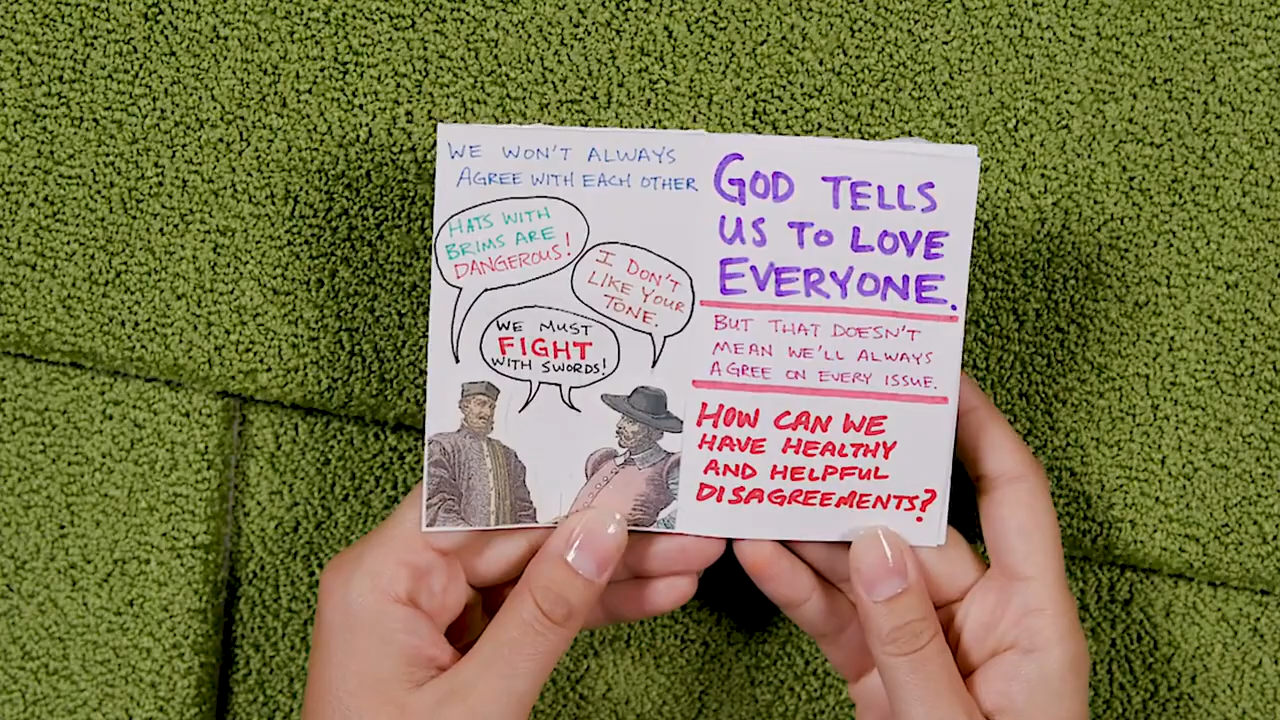 WE WON'T ALWAYS
AGREE WITH EACH OTHER
HATS WITH
BRIMS ARE
DANGEROUS!
I DON'T
LIKE YOUR
TONE.
WE MUST
FIGHT
WITH SWORDS!
GOD TELLS
US TO LOVE
EVERYONE.
BUT THAT DOESN'T
MEAN WE'LL ALWAYS
AGREE ON EVERY ISSUE.
HOW CAN WE
HAVE HEALTHY
AND HELPFUL
DISAGREEMENTS?